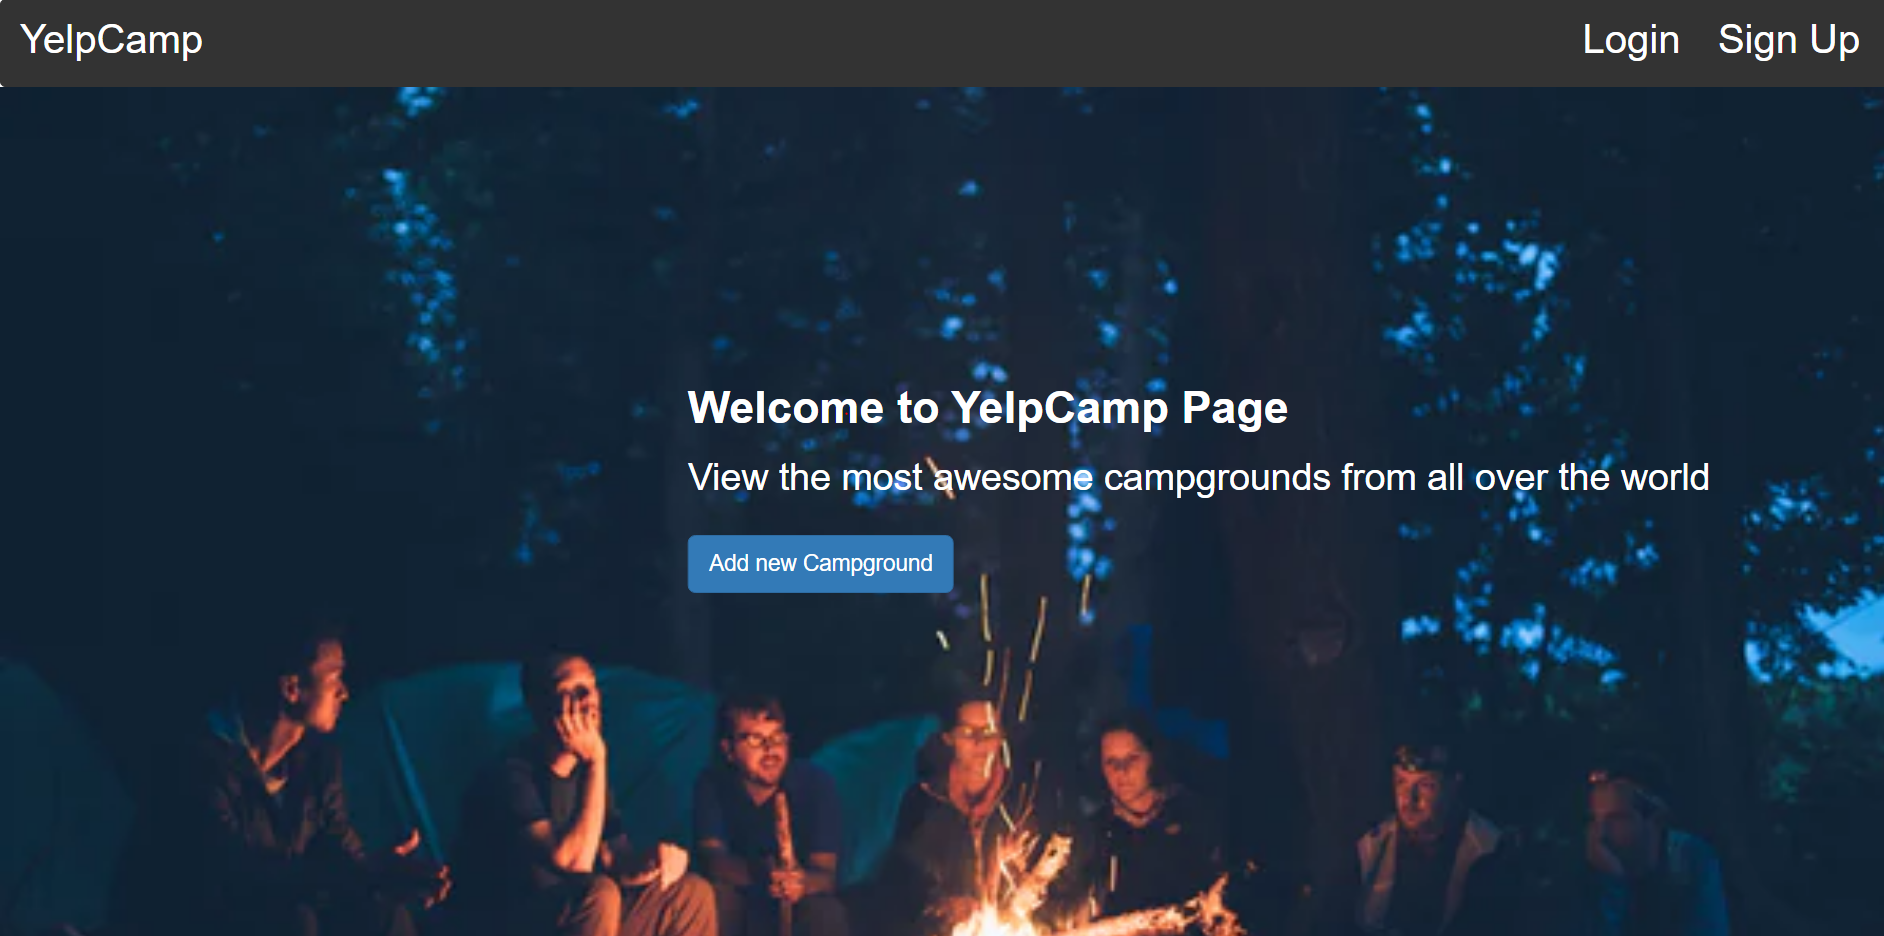 YelpCamp
Login Sign Up
Welcome to YelpCamp Page
View the most awesome campgrounds from all over the world
Add new Campground